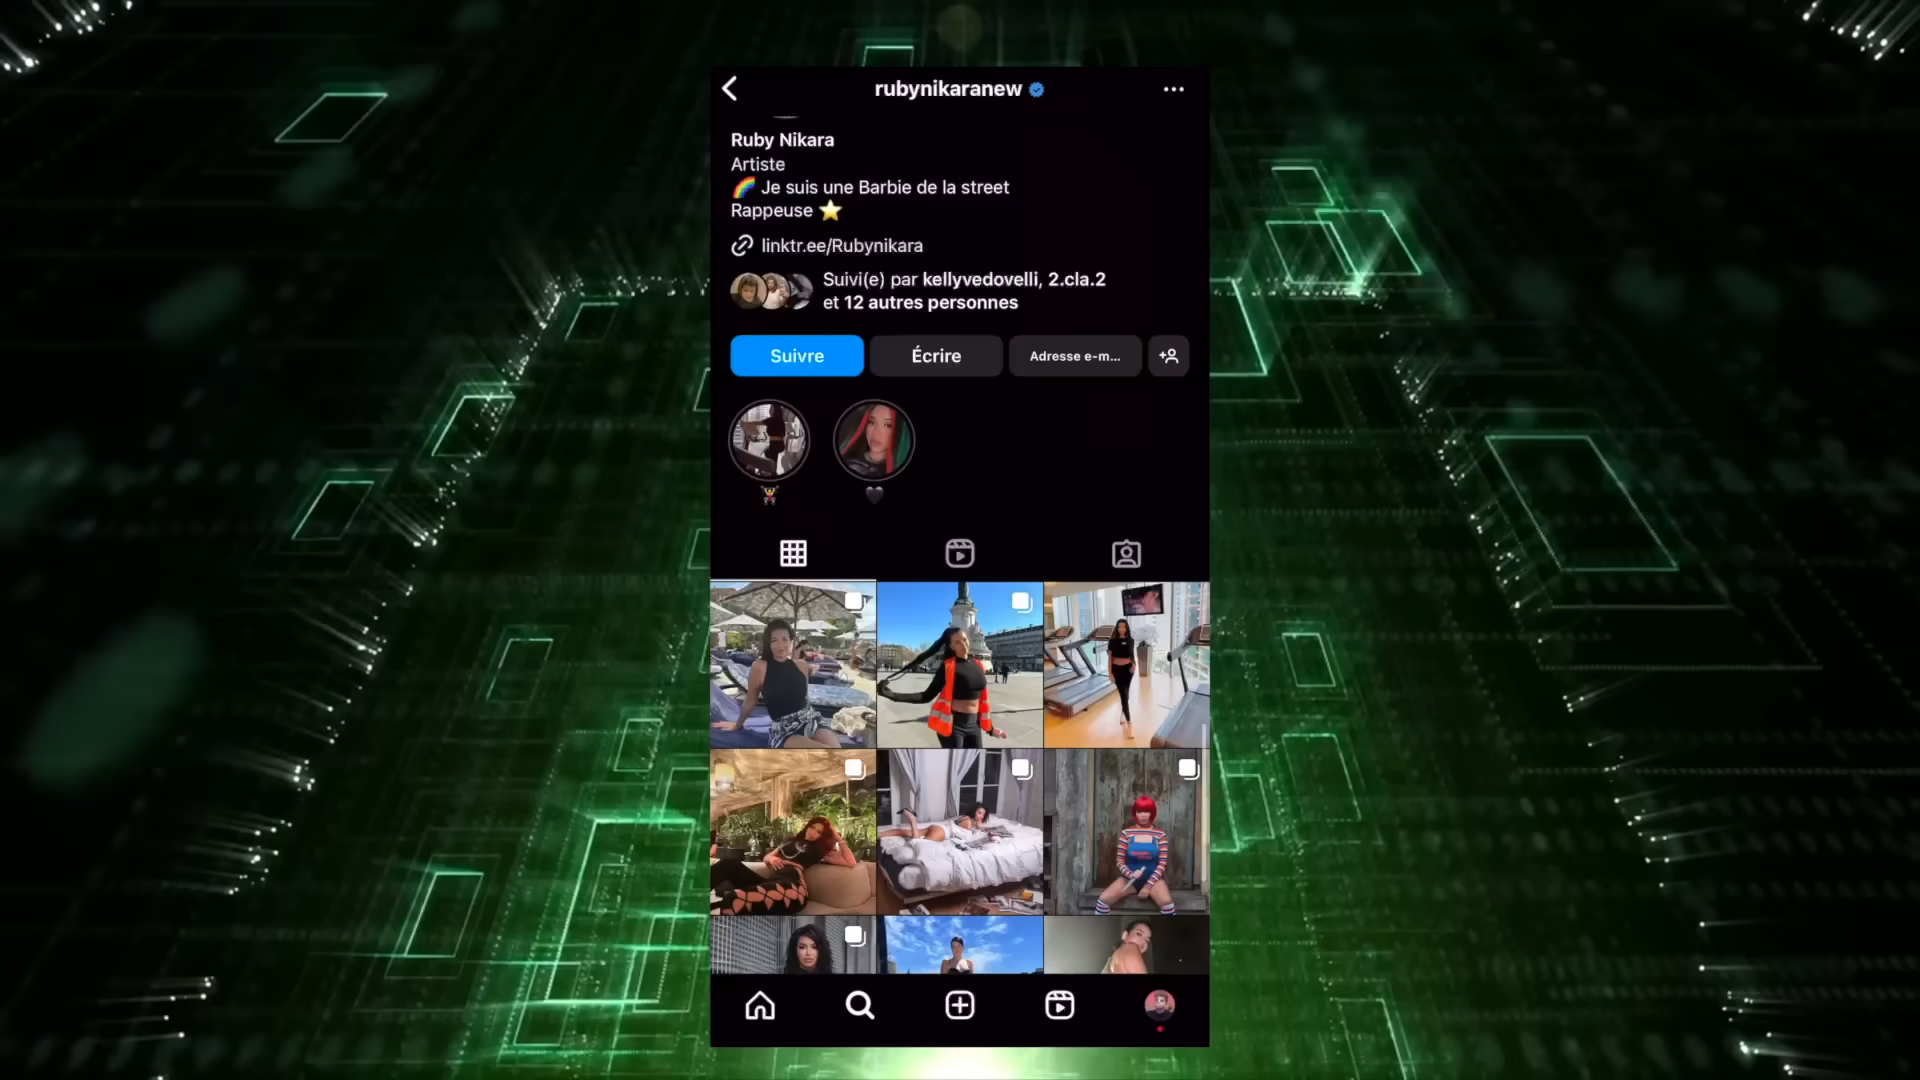 rubynikaranew
Ruby Nikara
Artiste
🌈 Je suis une Barbie de la street
Rappeuse ⭐
linktr.ee/Rubynikara
Suivi(e) par kellyvedovelli, 2.cla.2
et 12 autres personnes
Suivre
Écrire
Adresse e-m...